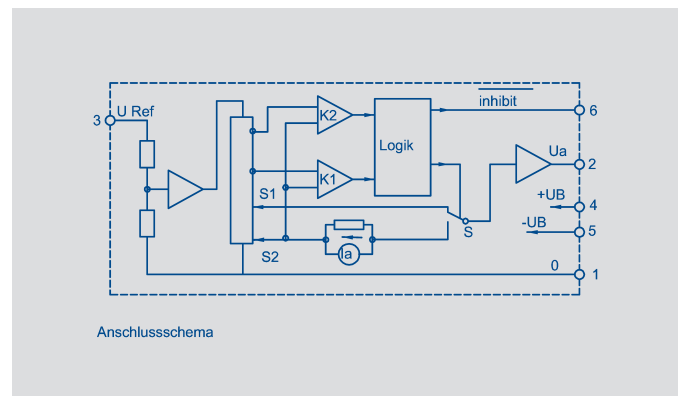 inhibit
U Ref
3
6
K2
Logik
Ua
2
K1
S1
+UB
4
S
-UB
5
S2
Ia
0
1
Anschlussschema